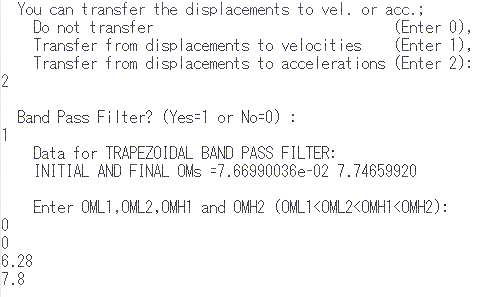 You can transfer the displacements to vel. or acc.;
Do not transfer (Enter 0),
Transfer from displacements to velocities (Enter 1),
Transfer from displacements to accelerations (Enter 2):
2
Band Pass Filter? (Yes=1 or No=0) :
1
Data for TRAPEZOIDAL BAND PASS FILTER:
INITIAL AND FINAL OMs =7.66990036e-02 7.74659920
Enter OML1,OML2,OMH1 and OMH2 (OML1<OML2<OMH1<OMH2):
0
0
6.28
7.8